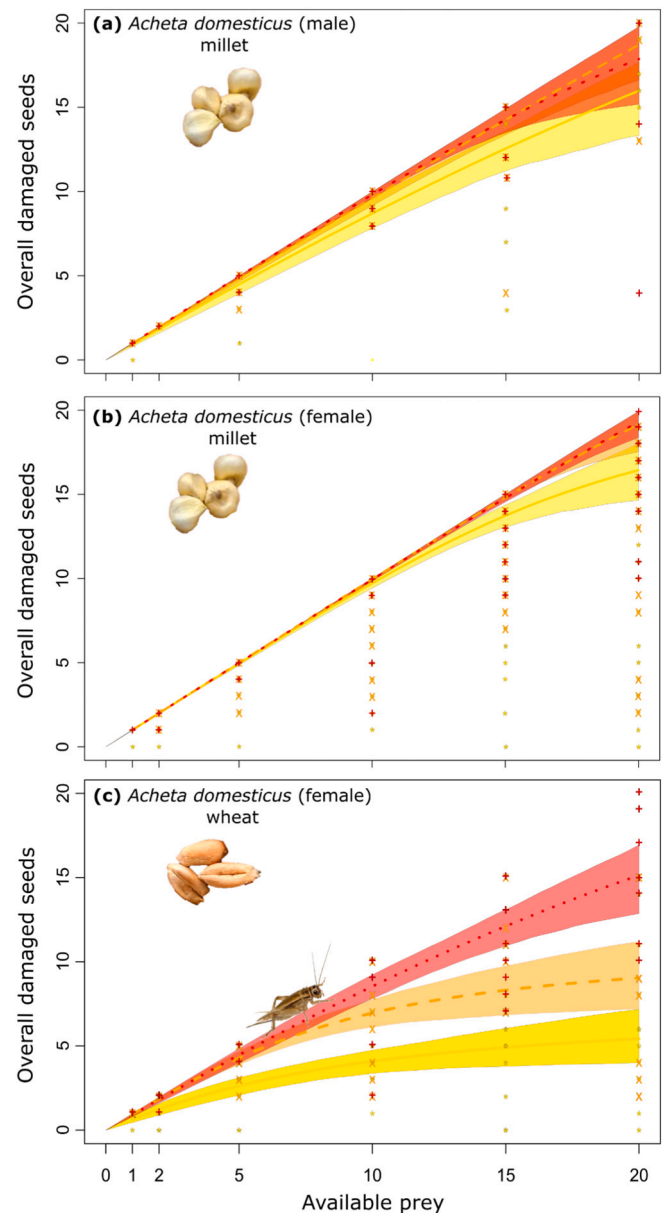 (a) Acheta domesticus (male)
millet
Overall damaged seeds
20
15
10
5
0
(b) Acheta domesticus (female)
millet
Overall damaged seeds
20
15
10
5
0
(c) Acheta domesticus (female)
wheat
Overall damaged seeds
20
15
10
5
0
0 1 2 5 10 15 20
Available prey